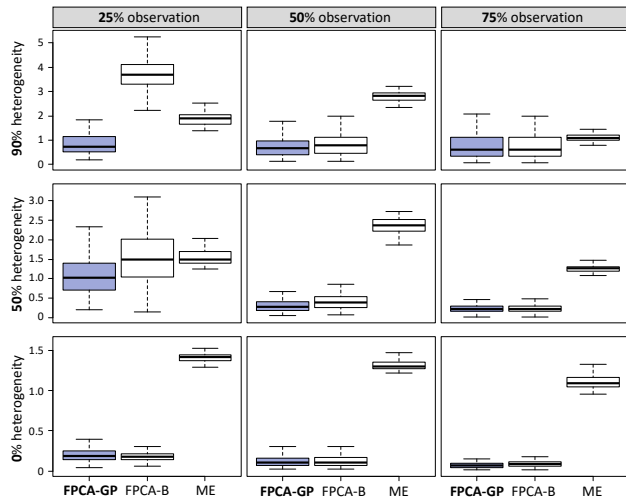 25% observation
50% observation
75% observation
90% heterogeneity
5
4
3
2
1
0
50% heterogeneity
3.0
2.5
2.0
1.5
1.0
0.5
0
0% heterogeneity
1.5
1.0
0.5
0
FPCA-GP FPCA-B ME
FPCA-GP FPCA-B ME
FPCA-GP FPCA-B ME